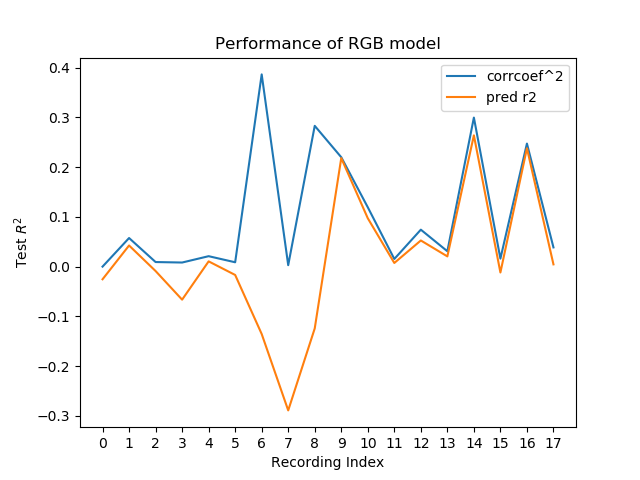 Performance of RGB model
corrcoef^2
pred r2
Test R²
0.4
0.3
0.2
0.1
0.0
−0.1
−0.2
−0.3
0 1 2 3 4 5 6 7 8 9 10 11 12 13 14 15 16 17
Recording Index